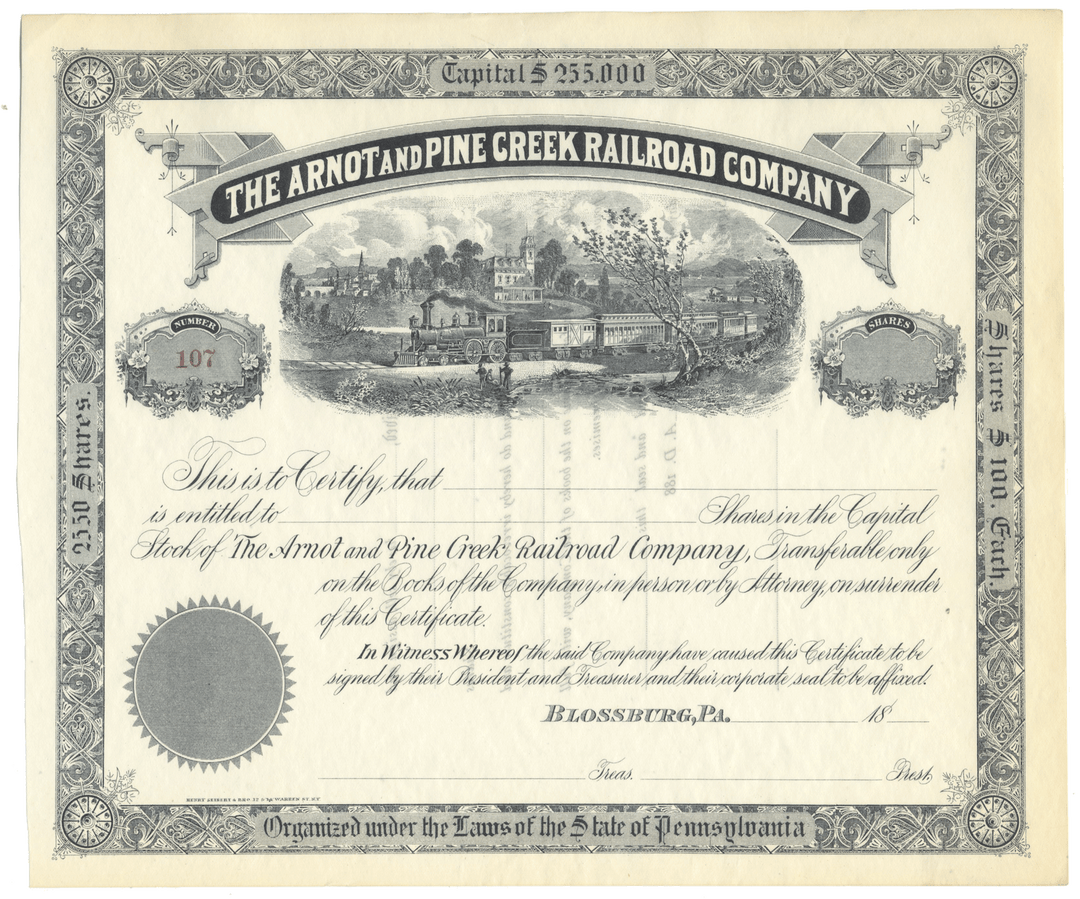 Capital $ 255.000
THE ARNOT AND PINE CREEK RAILROAD COMPANY
NUMBER
107
SHARES
2550 Shares.
Shares $ 100. Each.
This is to Certify, that
is entitled to Shares in the Capital
Stock of The Arnot and Pine Creek Railroad Company, Transferable only
on the Books of the Company, in person or by Attorney, on surrender
of this Certificate.
In Witness Whereof the said Company have caused this Certificate to be
signed by their President and Treasurer and their corporate seal to be affixed.
BLOSSBURG, PA. 18
Treas. Prest.
WARREN ST. N.Y.
Organized under the Laws of the State of Pennsylvania